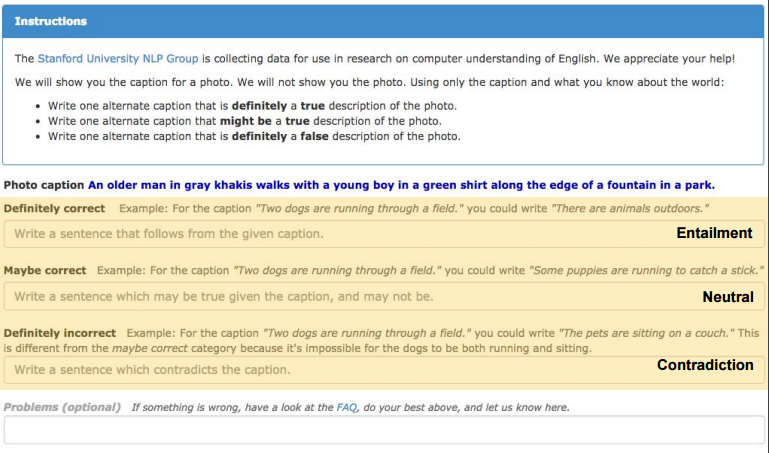 Instructions
The Stanford University NLP Group is collecting data for use in research on computer understanding of English. We appreciate your help!
We will show you the caption for a photo. We will not show you the photo. Using only the caption and what you know about the world:
• Write one alternate caption that is definitely a true description of the photo.
• Write one alternate caption that might be a true description of the photo.
• Write one alternate caption that is definitely a false description of the photo.
Photo caption An older man in gray khakis walks with a young boy in a green shirt along the edge of a fountain in a park.
Definitely correct Example: For the caption "Two dogs are running through a field." you could write "There are animals outdoors."
Write a sentence that follows from the given caption. Entailment
Maybe correct Example: For the caption "Two dogs are running through a field." you could write "Some puppies are running to catch a stick."
Write a sentence which may be true given the caption, and may not be. Neutral
Definitely incorrect Example: For the caption "Two dogs are running through a field." you could write "The pets are sitting on a couch." This
is different from the maybe correct category because it's impossible for the dogs to be both running and sitting.
Write a sentence which contradicts the caption. Contradiction
Problems (optional) If something is wrong, have a look at the FAQ, do your best above, and let us know here.